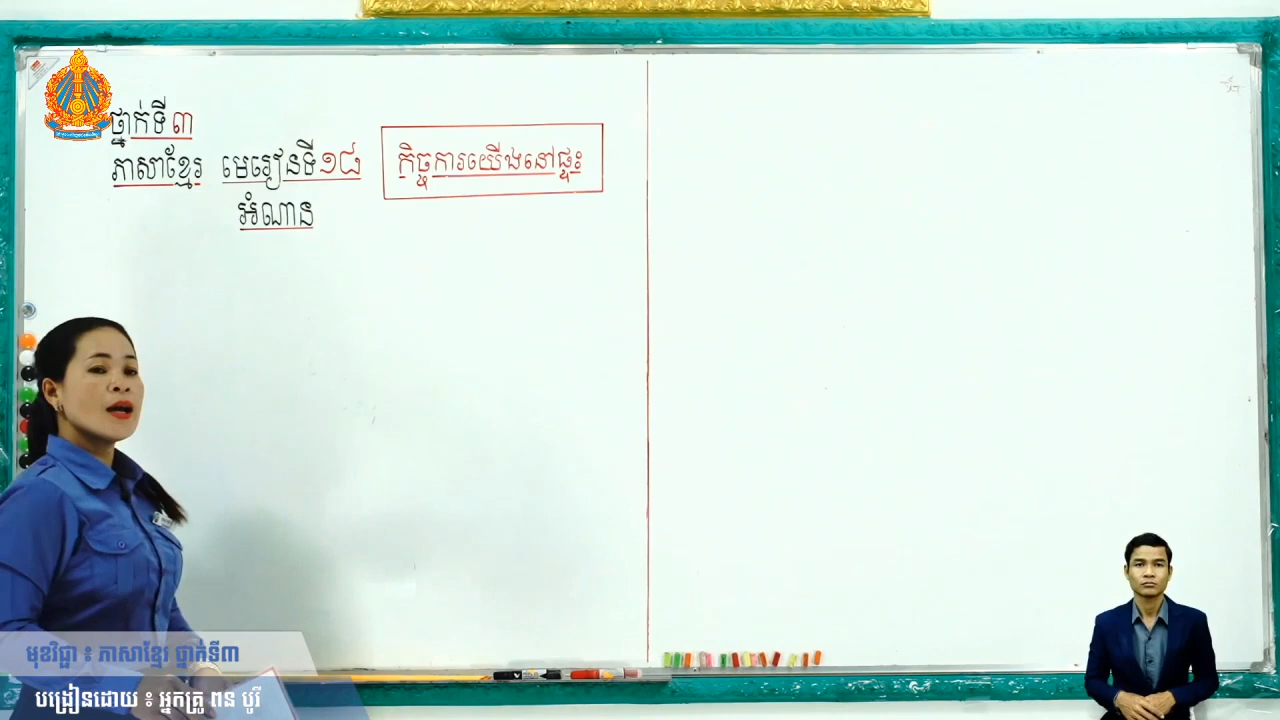 ថ្នាក់ទី ៣
ភាសាខ្មែរ មេរៀនទី ១៨ កិច្ចការយើងនៅផ្ទះ
អំណាន
មុខវិជ្ជា ៖ ភាសាខ្មែរ ថ្នាក់ទី៣
បង្រៀនដោយ ៖ អ្នកគ្រូ ពន បូរី